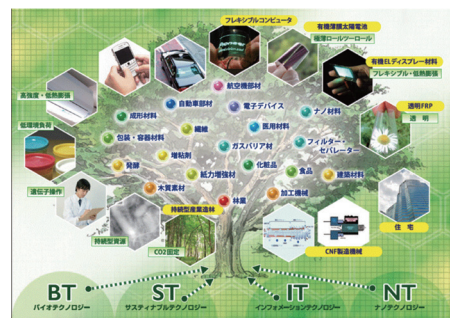 フレキシブルコンピュータ
有機薄膜太陽電池
極薄ロールツーロール
有機ELディスプレー材料
フレキシブル・低熱膨張
高強度・低熱膨張
航空機部材
自動車部材
電子デバイス
ナノ材料
透明FRP
透 明
成形材料
低環境負荷
繊維
医用材料
包装・容器材料
ガスバリア材
フィルター・
セパレーター
増粘剤
発酵
化粧品
紙力増強材
食品
建築材料
遺伝子操作
木質素材
加工機械
林業
持続型産業造林
住 宅
持続型資源
CO2固定
CNF製造機械
BT
バイオテクノロジー
ST
サスティナブルテクノロジー
IT
インフォメーションテクノロジー
NT
ナノテクノロジー